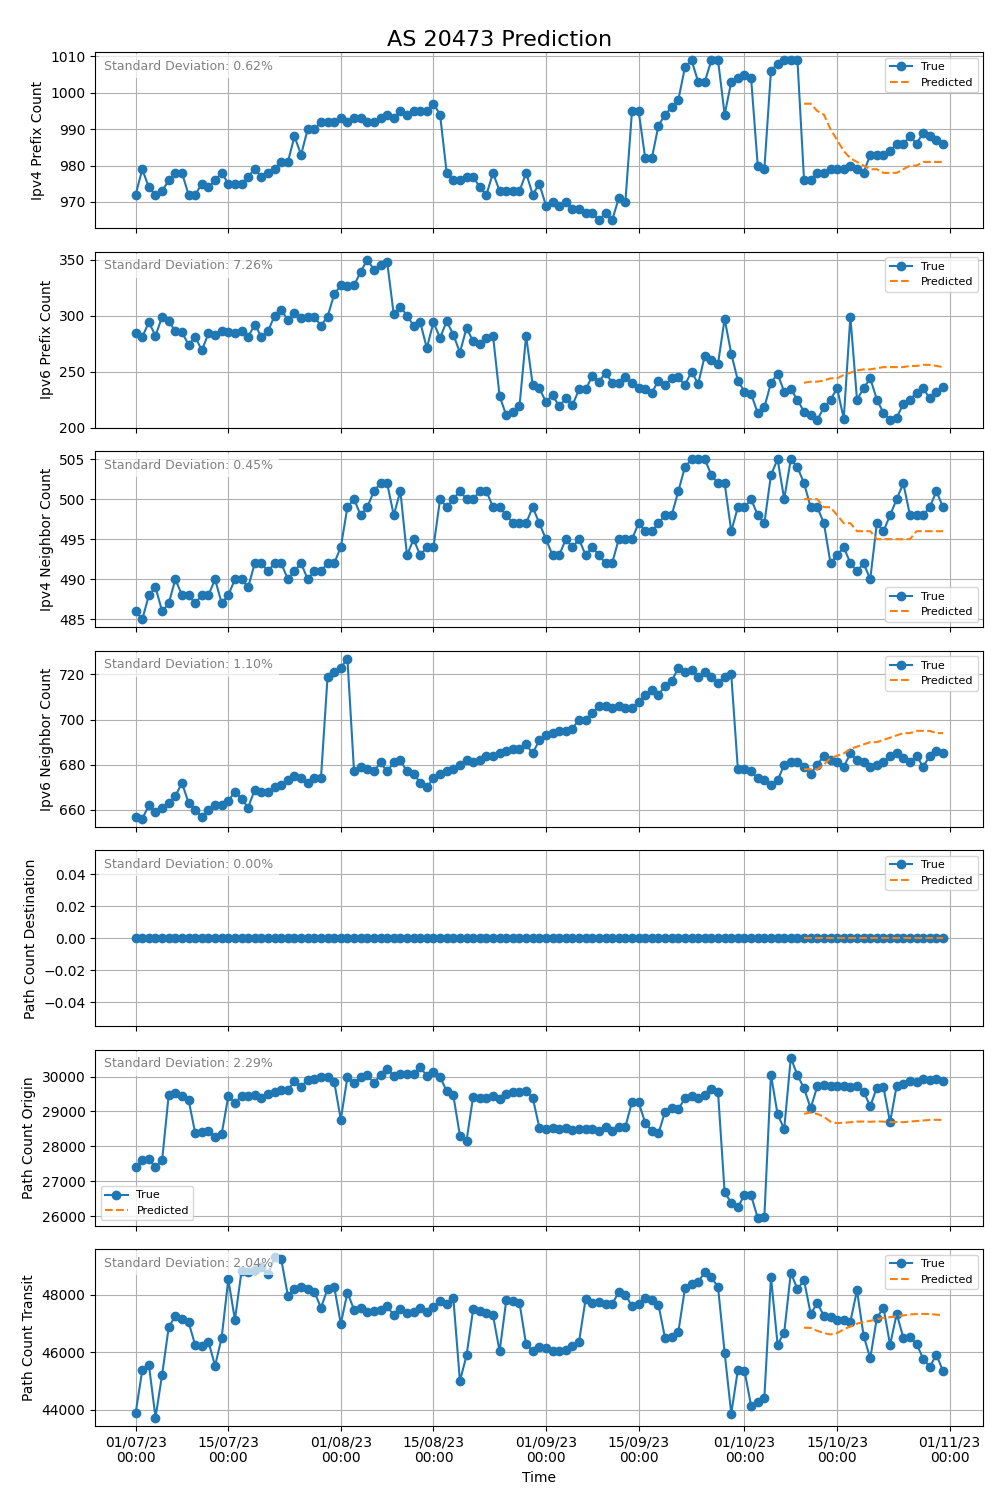 AS 20473 Prediction
Standard Deviation: 0.62%
True
Predicted
Ipv4 Prefix Count
1010
1000
990
980
970
Standard Deviation: 7.26%
True
Predicted
Ipv6 Prefix Count
350
300
250
200
Standard Deviation: 0.45%
True
Predicted
Ipv4 Neighbor Count
505
500
495
490
485
Standard Deviation: 1.10%
True
Predicted
Ipv6 Neighbor Count
720
700
680
660
Standard Deviation: 0.00%
True
Predicted
Path Count Destination
0.04
0.02
0.00
−0.02
−0.04
Standard Deviation: 2.29%
True
Predicted
Path Count Origin
30000
29000
28000
27000
26000
Standard Deviation: 2.04%
True
Predicted
Path Count Transit
48000
46000
44000
01/07/23 15/07/23 01/08/23 15/08/23 01/09/23 15/09/23 01/10/23 15/10/23 01/11/23
00:00 00:00 00:00 00:00 00:00 00:00 00:00 00:00 00:00
Time